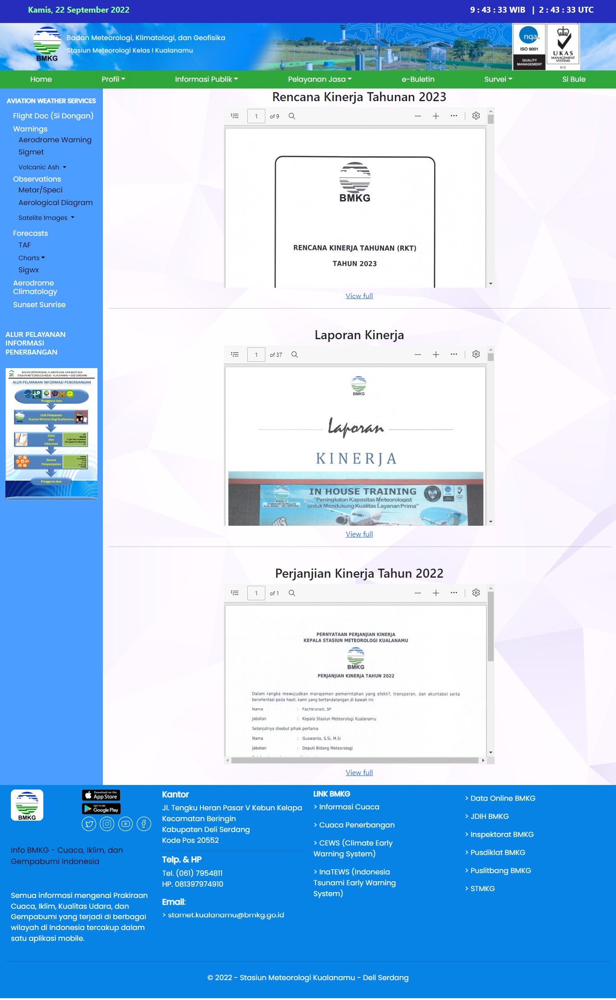 Kamis, 22 September 2022
9 : 43 : 33 WIB | 2 : 43 : 33 UTC
BMKG
Badan Meteorologi, Klimatologi, dan Geofisika
Stasiun Meteorologi Kelas I Kualanamu
nqa.
ISO 9001
QUALITY
MANAGEMENT
UKAS
MANAGEMENT
SYSTEMS
015
Home
Profil
Informasi Publik
Pelayanan Jasa
e-Buletin
Survei
Si Bule
AVIATION WEATHER SERVICES
Flight Doc (Si Dongan)
Warnings
Aerodrome Warning
Sigmet
Volcanic Ash
Observations
Metar/Speci
Aerological Diagram
Satelite Images
Forecasts
TAF
Charts
Sigwx
Aerodrome
Climatology
Sunset Sunrise
ALUR PELAYANAN
INFORMASI
PENERBANGAN
BADAN METEOROLOGI, KLIMATOLOGI, DAN GEOFISIKA
STASIUN METEOROLOGI KELAS I KUALANAMU – DELI SERDANG
ALUR PELAYANAN INFORMASI PENERBANGAN
Pengguna Jasa
Unit Pelayanan
Stasiun Meteorologi Kualanamu
Data
dan
Informasi
Sarana
Penyampaian
Pengguna Jasa
Rencana Kinerja Tahunan 2023
1 of 9
BMKG
RENCANA KINERJA TAHUNAN (RKT)
TAHUN 2023
View full
Laporan Kinerja
1 of 37
BMKG
Laporan
KINERJA
IN HOUSE TRAINING
"Peningkatan Kapasitas Meteorologist
untuk Mendukung Kualitas Layanan Prima"
BMKG
STASIUN METEOROLOGI
KUALANAMU - DELI SERDANG
View full
Perjanjian Kinerja Tahun 2022
1 of 1
PERNYATAAN PERJANJIAN KINERJA
KEPALA STASIUN METEOROLOGI KUALANAMU
BMKG
PERJANJIAN KINERJA TAHUN 2022
Dalam rangka mewujudkan manajemen pemerintahan yang efektif, transparan, dan akuntabel serta
berorientasi pada hasil, kami yang bertandatangan di bawah ini:
Nama : Fachkrurazi, SP
Jabatan : Kepala Stasiun Meteorologi Kualanamu
Selanjutnya disebut pihak pertama
Nama : Guswanto, S.Si, M.Si
Jabatan : Deputi Bidang Meteorologi
View full
BMKG
Download on the
App Store
GET IT ON
Google Play
Info BMKG - Cuaca, Iklim, dan
Gempabumi Indonesia
Semua informasi mengenai Prakiraan
Cuaca, Iklim, Kualitas Udara, dan
Gempabumi yang terjadi di berbagai
wilayah di Indonesia tercakup dalam
satu aplikasi mobile.
Kantor
Jl. Tengku Heran Pasar V Kebun Kelapa
Kecamatan Beringin
Kabupaten Deli Serdang
Kode Pos 20552
Telp. & HP
Tel. (061) 7954811
HP. 081397974910
Email:
> stamet.kualanamu@bmkg.go.id
LINK BMKG
> Informasi Cuaca
> Cuaca Penerbangan
> CEWS (Climate Early
Warning System)
> InaTEWS (Indonesia
Tsunami Early Warning
System)
> Data Online BMKG
> JDIH BMKG
> Inspektorat BMKG
> Pusdiklat BMKG
> Puslitbang BMKG
> STMKG
© 2022 - Stasiun Meteorologi Kualanamu - Deli Serdang